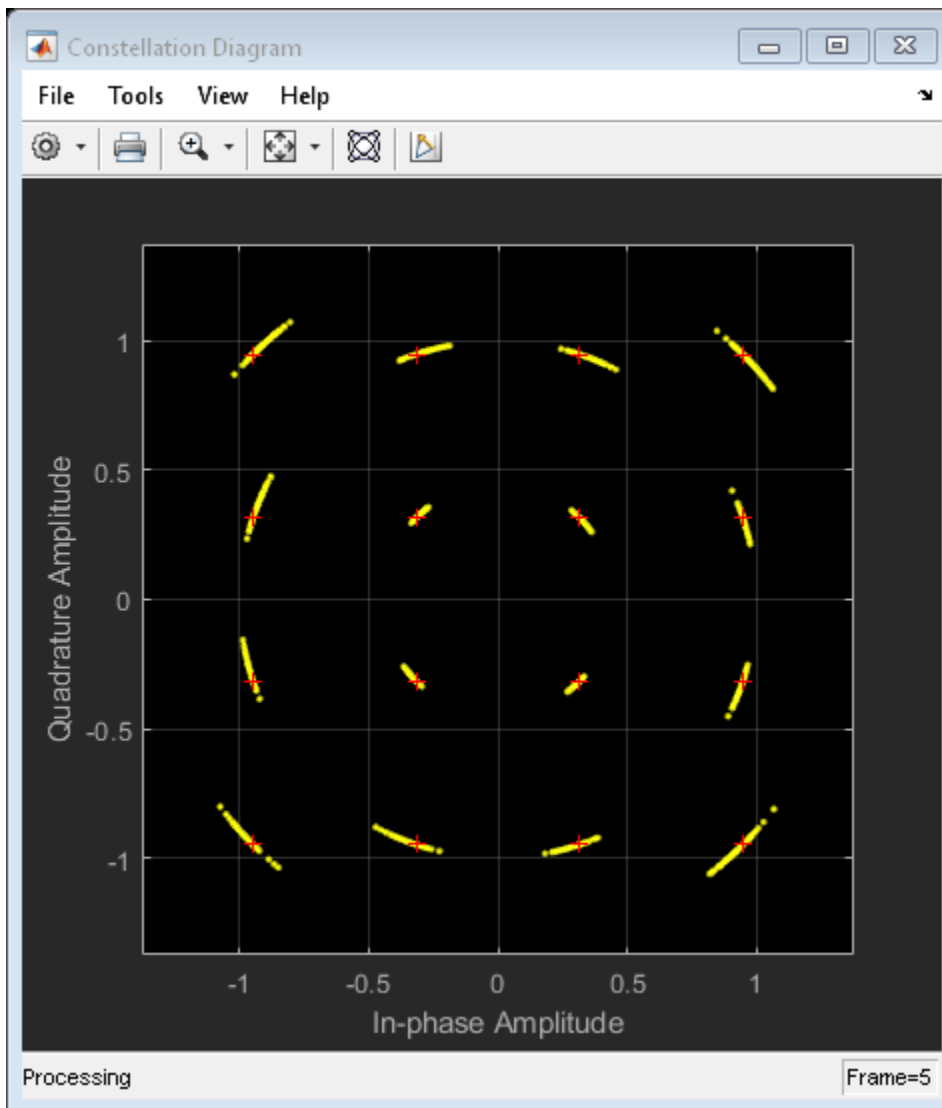 Constellation Diagram
File Tools View Help
1
0.5
0
-0.5
-1
Quadrature Amplitude
-1 -0.5 0 0.5 1
In-phase Amplitude
Processing Frame=5